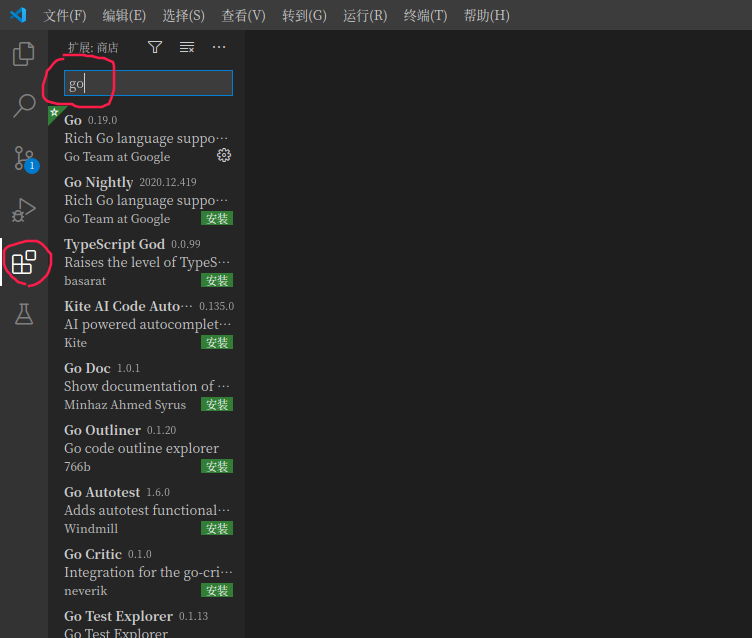 文件(F) 编辑(E) 选择(S) 查看(V) 转到(G) 运行(R) 终端(T) 帮助(H)
扩展: 商店
go
Go 0.19.0
Rich Go language suppo…
Go Team at Google
1
Go Nightly 2020.12.419
Rich Go language suppo…
Go Team at Google 安装
TypeScript God 0.0.99
Raises the level of TypeS…
basarat 安装
Kite AI Code Auto… 0.135.0
AI powered autocomplet…
Kite 安装
Go Doc 1.0.1
Show documentation of …
Minhaz Ahmed Syrus 安装
Go Outliner 0.1.20
Go code outline explorer
766b 安装
Go Autotest 1.6.0
Adds autotest functional…
Windmill 安装
Go Critic 0.1.0
Integration for the go-cri…
neverik 安装
Go Test Explorer 0.1.13
Go Test Explorer